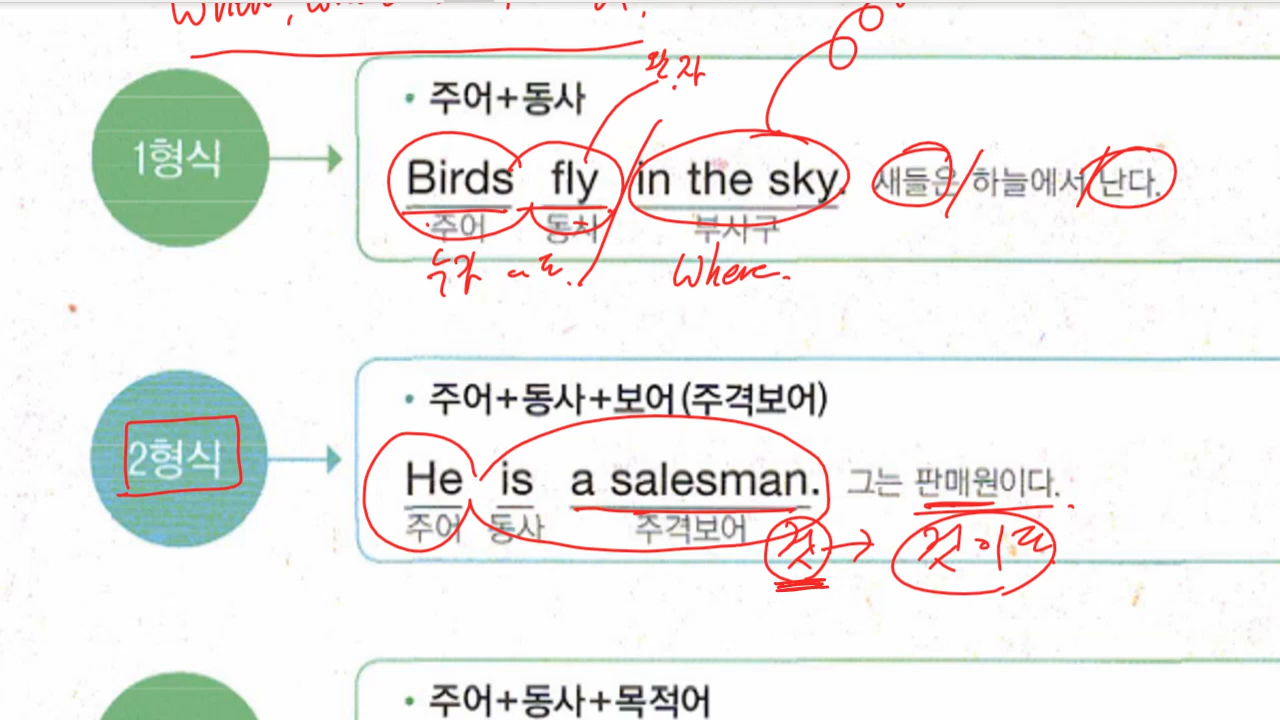 완.자
1형식
• 주어+동사
Birds fly in the sky. 새들은 하늘에서 난다.
주어 동사 부사구
누가 Where.
• 주어+동사+보어(주격보어)
2형식
He is a salesman. 그는 판매원이다.
주어 동사 주격보어
것 → 것이다
• 주어+동사+목적어